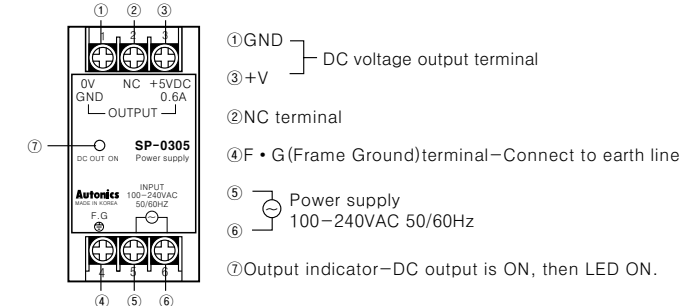 ① ② ③
1 2 3
0V NC +5VDC
GND 0.6A
OUTPUT
⑦
DC OUT ON
SP-0305
Power supply
Autonics
MADE IN KOREA
INPUT
100-240VAC
50/60HZ
F.G
4 5 6
④ ⑤ ⑥
①GND
③+V
DC voltage output terminal
②NC terminal
④F•G(Frame Ground)terminal-Connect to earth line
⑤
⑥
Power supply
100-240VAC 50/60Hz
⑦Output indicator-DC output is ON, then LED ON.